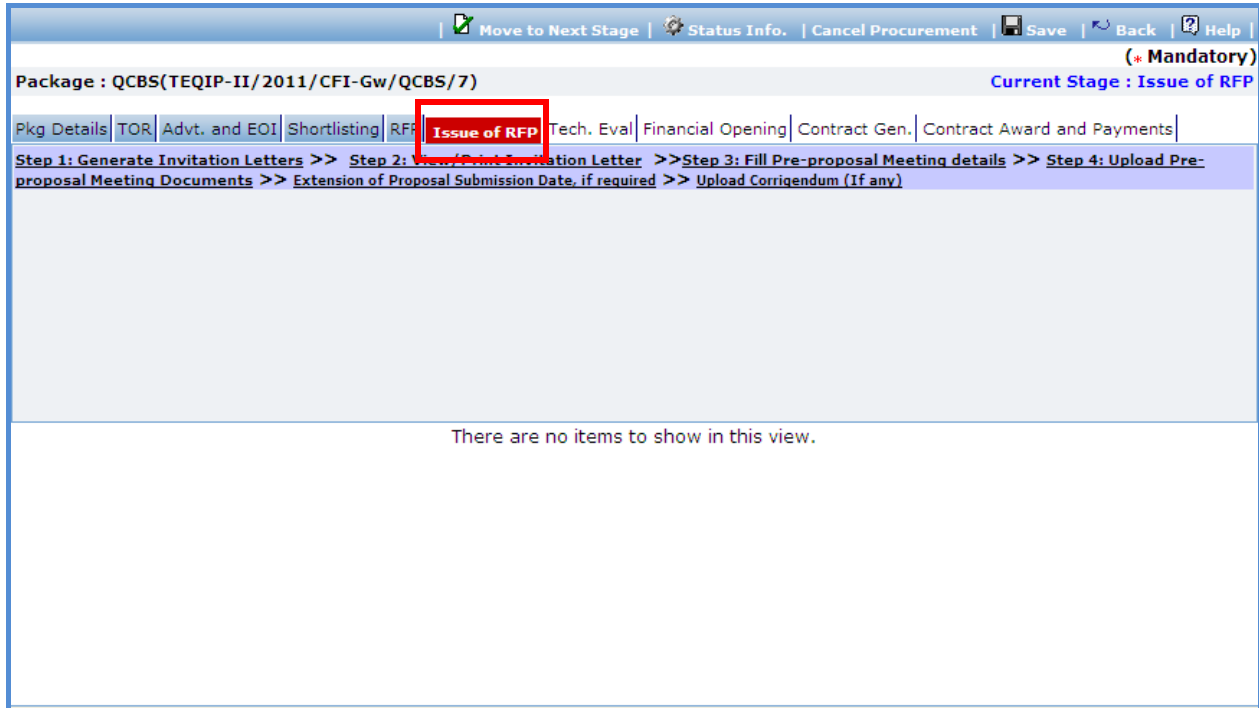 | Move to Next Stage | Status Info. | Cancel Procurement | Save | Back | Help |
(* Mandatory)
Package : QCBS(TEQIP-II/2011/CFI-Gw/QCBS/7) Current Stage : Issue of RFP
Pkg Details TOR Advt. and EOI Shortlisting RFP Issue of RFP Tech. Eval Financial Opening Contract Gen. Contract Award and Payments
Step 1: Generate Invitation Letters >> Step 2: View/Print Invitation Letter >>Step 3: Fill Pre-proposal Meeting details >> Step 4: Upload Pre-
proposal Meeting Documents >> Extension of Proposal Submission Date, if required >> Upload Corrigendum (If any)
There are no items to show in this view.